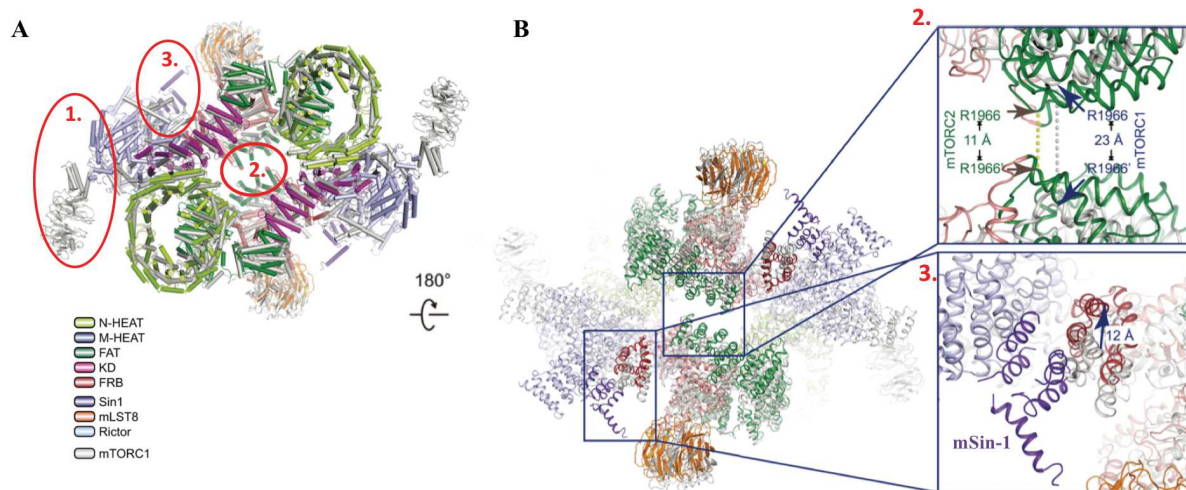 A
B
1.
3.
2.
180°
N-HEAT
M-HEAT
FAT
KD
FRB
Sin1
mLST8
Rictor
mTORC1
2.
mTORC2
R1966
11 Å
R1966'
R1966
23 Å
R1966'
mTORC1
3.
12 Å
mSin-1